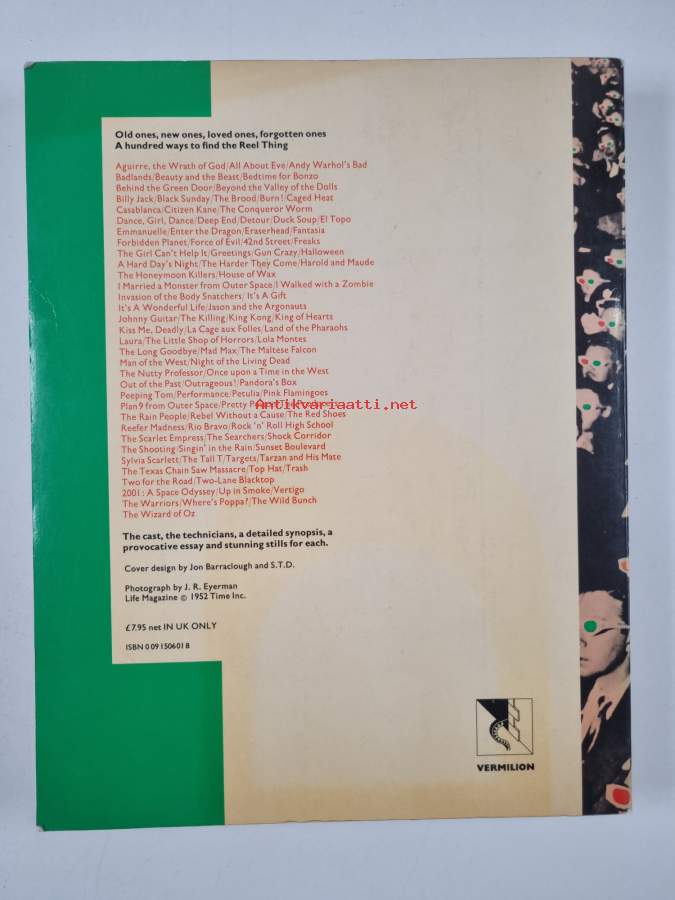 Old ones, new ones, loved ones, forgotten ones
A hundred ways to find the Reel Thing
Aguirre, the Wrath of God/All About Eve/Andy Warhol's Bad
Badlands/Beauty and the Beast/Bedtime for Bonzo
Behind the Green Door/Beyond the Valley of the Dolls
Billy Jack/Black Sunday/The Brood/Burn!/Caged Heat
Casablanca/Citizen Kane/The Conqueror Worm
Dance, Girl, Dance/Deep End/Detour/Duck Soup/El Topo
Emmanuelle/Enter the Dragon/Eraserhead/Fantasia
Forbidden Planet/Force of Evil/42nd Street/Freaks
The Girl Can't Help It/Greetings/Gun Crazy/Halloween
A Hard Day's Night/The Harder They Come/Harold and Maude
The Honeymoon Killers/House of Wax
I Married a Monster from Outer Space/I Walked with a Zombie
Invasion of the Body Snatchers/It's A Gift
It's A Wonderful Life/Jason and the Argonauts
Johnny Guitar/The Killing/King Kong/King of Hearts
Kiss Me, Deadly/La Cage aux Folles/Land of the Pharaohs
Laura/The Little Shop of Horrors/Lola Montes
The Long Goodbye/Mad Max/The Maltese Falcon
Man of the West/Night of the Living Dead
The Nutty Professor/Once upon a Time in the West
Out of the Past/Outrageous!/Pandora's Box
Peeping Tom/Performance/Petulia/Pink Flamingoes
Plan 9 from Outer Space/Pretty
Antikvariaatti.net
The Rain People/Rebel Without a Cause/The Red Shoes
Reefer Madness/Rio Bravo/Rock 'n' Roll High School
The Scarlet Empress/The Searchers/Shock Corridor
The Shooting/Singin' in the Rain/Sunset Boulevard
Sylvia Scarlett/The Tall T/Targets/Tarzan and His Mate
The Texas Chain Saw Massacre/Top Hat/Trash
Two for the Road/Two-Lane Blacktop
2001: A Space Odyssey/Up in Smoke/Vertigo
The Warriors/Where's Poppa?/The Wild Bunch
The Wizard of Oz
The cast, the technicians, a detailed synopsis, a
provocative essay and stunning stills for each.
Cover design by Jon Barraclough and S.T.D.
Photograph by J. R. Eyerman
Life Magazine © 1952 Time Inc.
£7.95 net IN UK ONLY
ISBN 0 09 150601 8
VERMILION